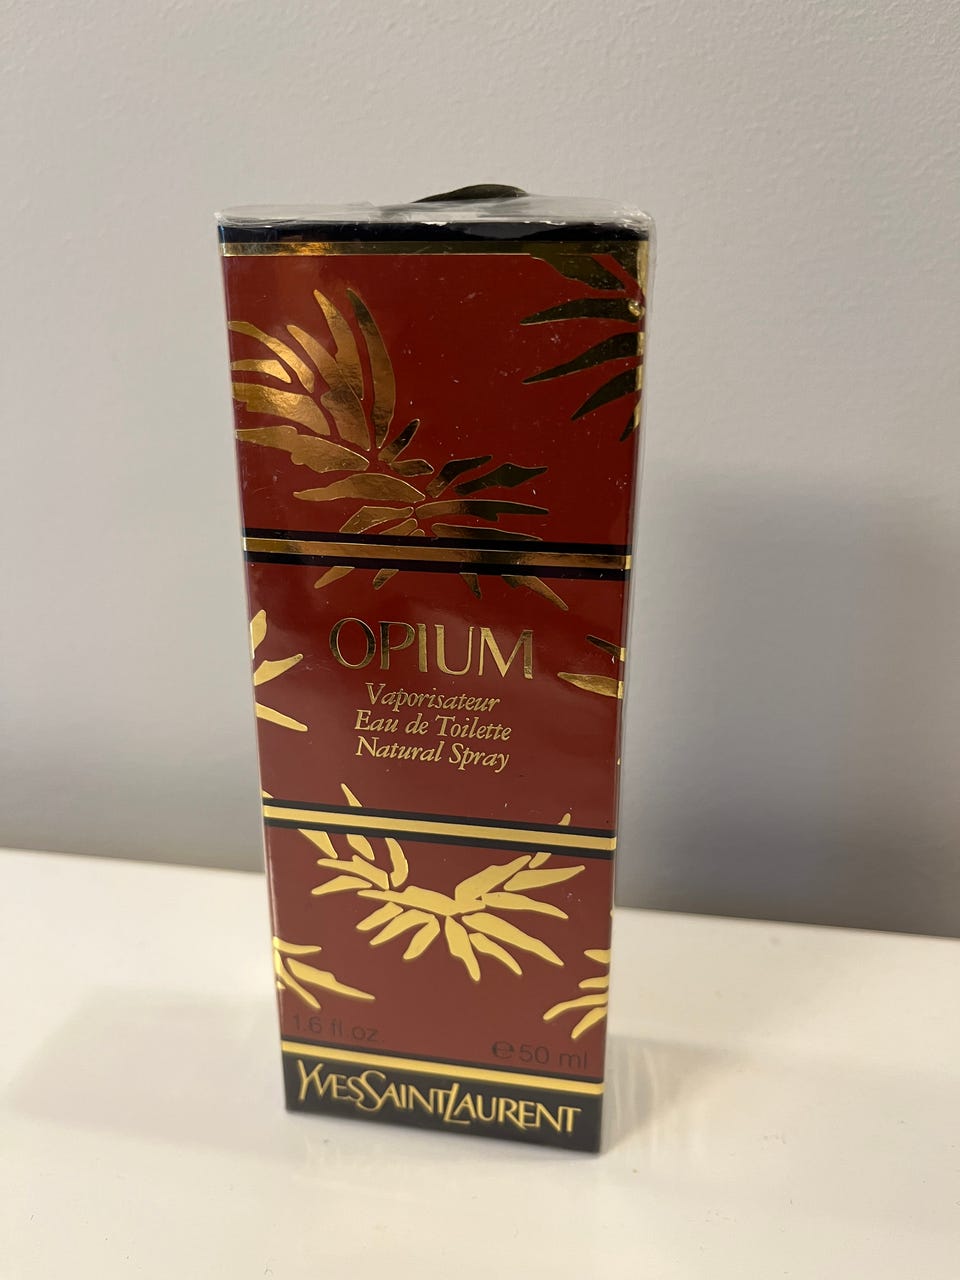 OPIUM
Vaporisateur
Eau de Toilette
Natural Spray
1.6 fl.oz
℮ 50 ml
YVESSAINTLAURENT